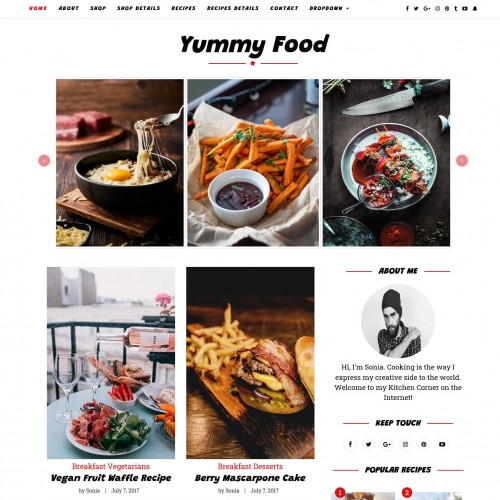 HOME ABOUT SHOP SHOP DETAILS RECIPES RECIPES DETAILS CONTACT DROPDOWN
Yummy Food
ABOUT ME
Hi, I'm Sonia. Cooking is the way I
express my creative side to the world.
Welcome to my Kitchen Corner on the
Internet!
KEEP TOUCH
POPULAR RECIPES
1 2
Breakfast Vegetarians
Vegan Fruit Waffle Recipe
by Sonia | July 7, 2017
Breakfast Desserts
Berry Mascarpone Cake
by Sonia | July 7, 2017